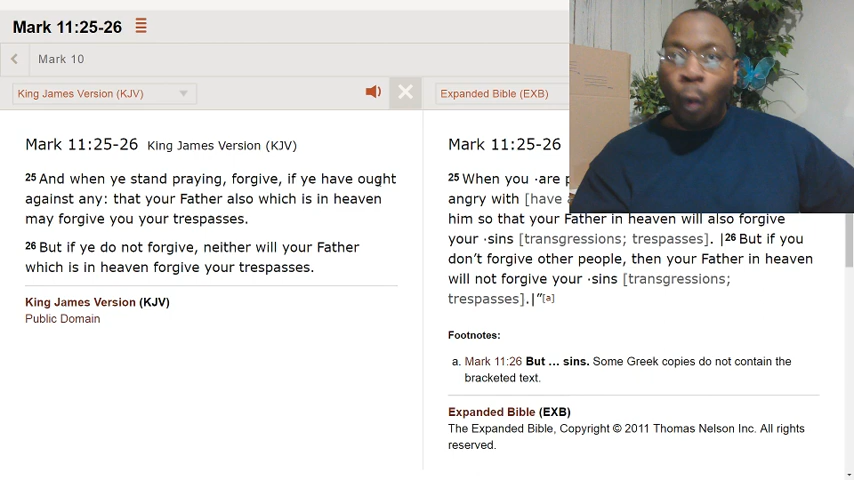 Mark 11:25-26
Mark 10
King James Version (KJV)
Expanded Bible (EXB)
Mark 11:25-26 King James Version (KJV)
25 And when ye stand praying, forgive, if ye have ought
against any: that your Father also which is in heaven
may forgive you your trespasses.
26 But if ye do not forgive, neither will your Father
which is in heaven forgive your trespasses.
King James Version (KJV)
Public Domain
Mark 11:25-26
25 When you ·are
angry with [have
him so that your Father in heaven will also forgive
your ·sins [transgressions; trespasses]. |26 But if you
don't forgive other people, then your Father in heaven
will not forgive your ·sins [transgressions;
trespasses].|”[a]
Footnotes:
a. Mark 11:26 But … sins. Some Greek copies do not contain the
bracketed text.
Expanded Bible (EXB)
The Expanded Bible, Copyright © 2011 Thomas Nelson Inc. All rights
reserved.